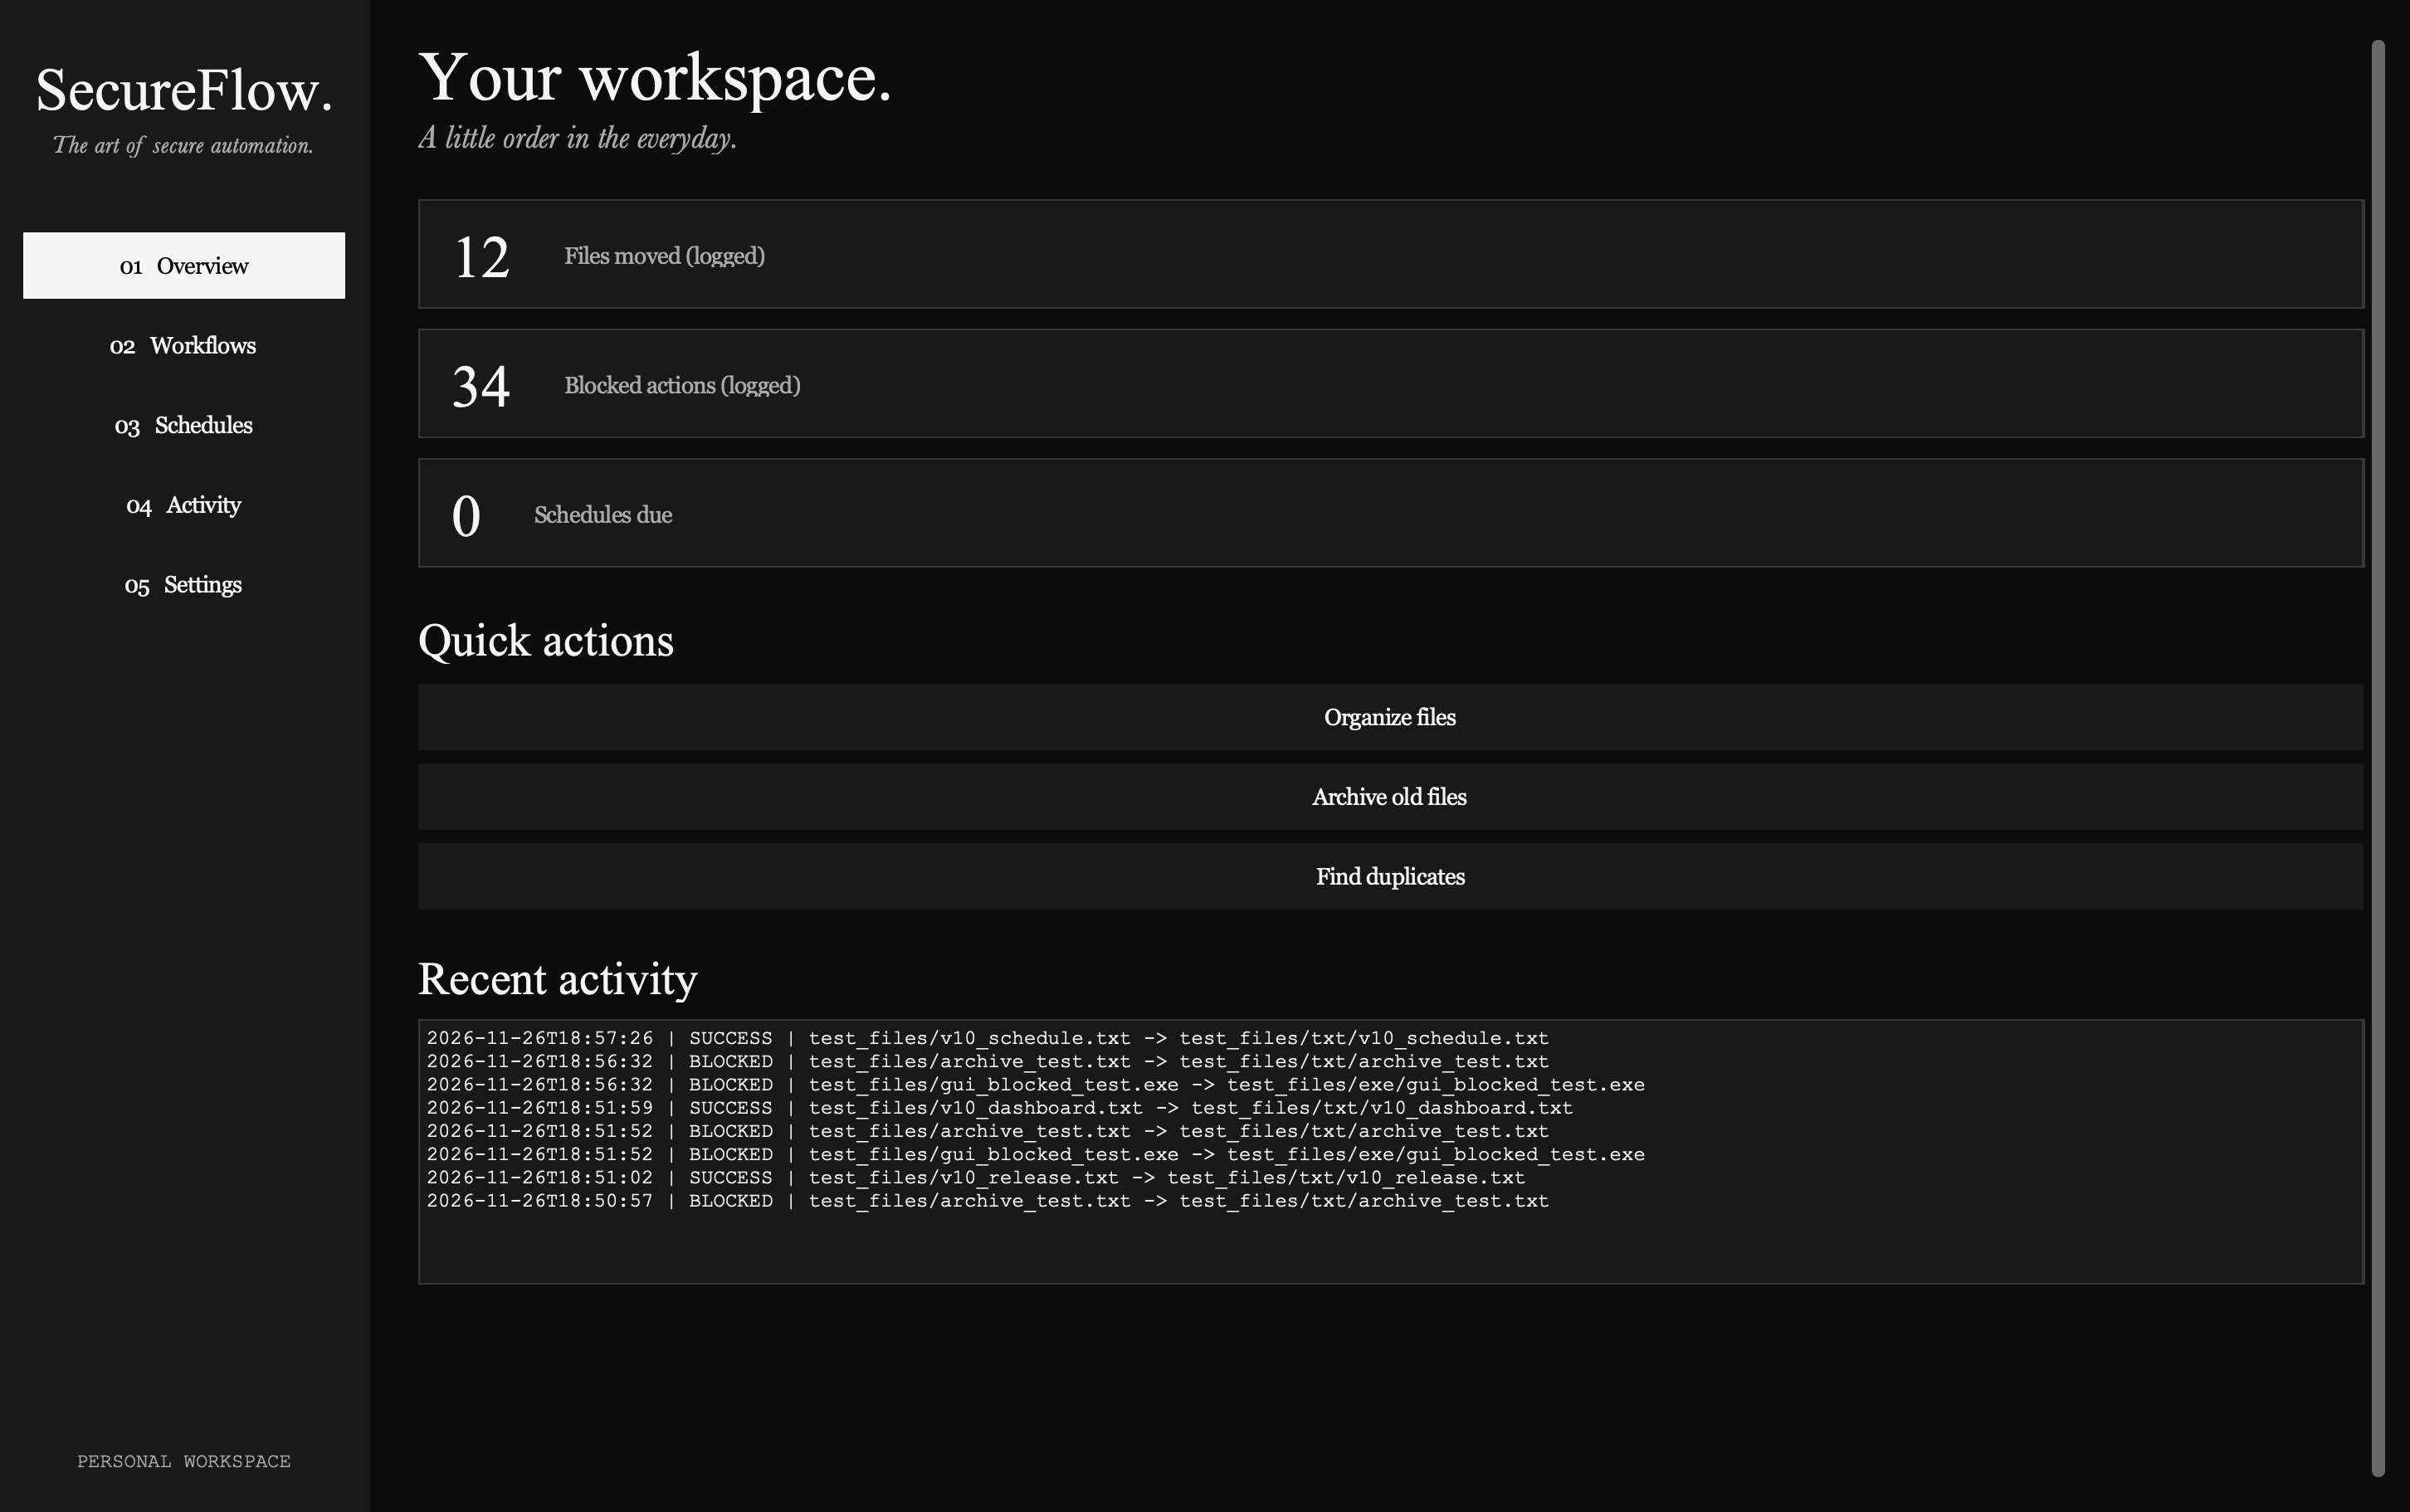 SecureFlow.
The art of secure automation.
01 Overview
02 Workflows
03 Schedules
04 Activity
05 Settings
PERSONAL WORKSPACE
Your workspace.
A little order in the everyday.
12 Files moved (logged)
34 Blocked actions (logged)
0 Schedules due
Quick actions
Organize files
Archive old files
Find duplicates
Recent activity
2026-11-26T18:57:26 | SUCCESS | test_files/v10_schedule.txt -> test_files/txt/v10_schedule.txt
2026-11-26T18:56:32 | BLOCKED | test_files/archive_test.txt -> test_files/txt/archive_test.txt
2026-11-26T18:56:32 | BLOCKED | test_files/gui_blocked_test.exe -> test_files/exe/gui_blocked_test.exe
2026-11-26T18:51:59 | SUCCESS | test_files/v10_dashboard.txt -> test_files/txt/v10_dashboard.txt
2026-11-26T18:51:52 | BLOCKED | test_files/archive_test.txt -> test_files/txt/archive_test.txt
2026-11-26T18:51:52 | BLOCKED | test_files/gui_blocked_test.exe -> test_files/exe/gui_blocked_test.exe
2026-11-26T18:51:02 | SUCCESS | test_files/v10_release.txt -> test_files/txt/v10_release.txt
2026-11-26T18:50:57 | BLOCKED | test_files/archive_test.txt -> test_files/txt/archive_test.txt